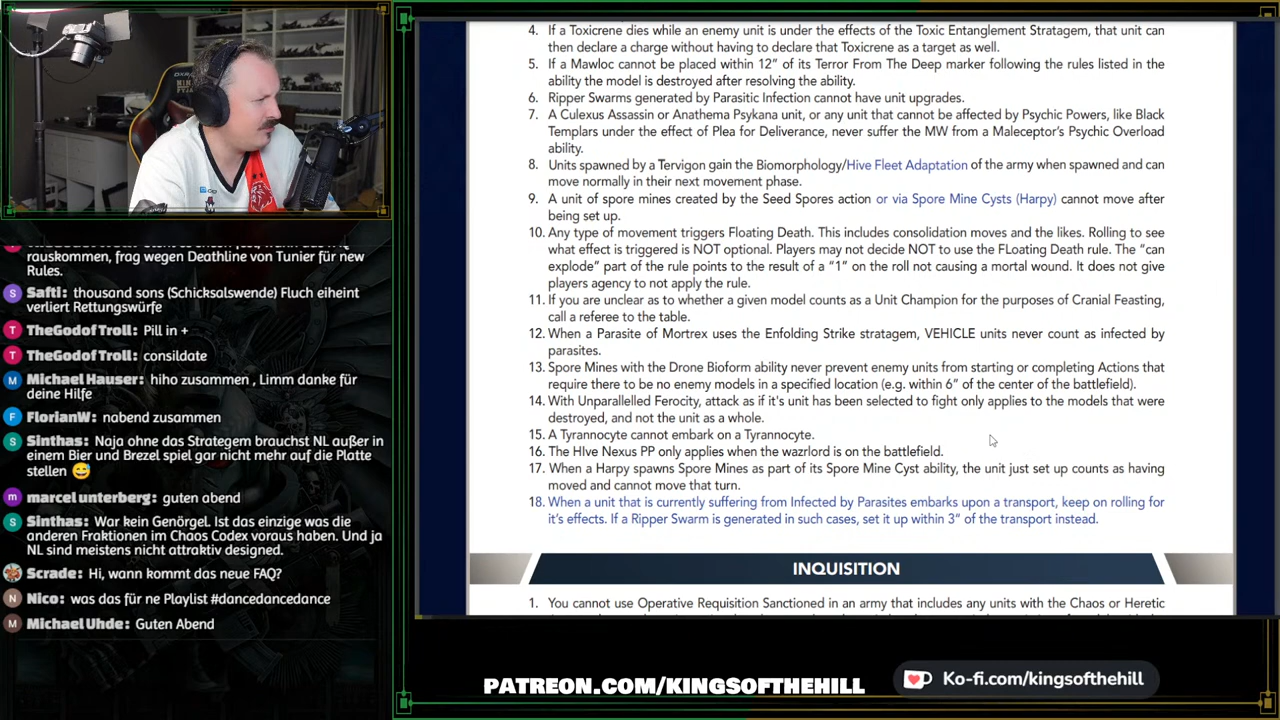 rauskommen, frag wegen Deathline von Tunier für new
Rules.
Safti: thousand sons (Schicksalswende) Fluch eiheint
verliert Rettungswürfe
TheGodofTroll: Pill in +
TheGodofTroll: consildate
Michael Hauser: hiho zusammen , Limm danke für
deine Hilfe
FlorianW: nabend zusammen
Sinthas: Naja ohne das Strategem brauchst NL außer in
einem Bier und Brezel spiel gar nicht mehr auf die Platte
stellen 😅
marcel unterberg: guten abend
Sinthas: War kein Genörgel. Ist das einzige was die
anderen Fraktionen im Chaos Codex voraus haben. Und ja
NL sind meistens nicht attraktiv designed.
Scrade: Hi, wann kommt das neue FAQ?
Nico: was das für ne Playlist #dancedancedance
Michael Uhde: Guten Abend
4. If a Toxicrene dies while an enemy unit is under the effects of the Toxic Entanglement Stratagem, that unit can
then declare a charge without having to declare that Toxicrene as a target as well.
5. If a Mawloc cannot be placed within 12" of its Terror From The Deep marker following the rules listed in the
ability the model is destroyed after resolving the ability.
6. Ripper Swarms generated by Parasitic Infection cannot have unit upgrades.
7. A Culexus Assassin or Anathema Psykana unit, or any unit that cannot be affected by Psychic Powers, like Black
Templars under the effect of Plea for Deliverance, never suffer the MW from a Maleceptor's Psychic Overload
ability.
8. Units spawned by a Tervigon gain the Biomorphology/Hive Fleet Adaptation of the army when spawned and can
move normally in their next movement phase.
9. A unit of spore mines created by the Seed Spores action or via Spore Mine Cysts (Harpy) cannot move after
being set up.
10. Any type of movement triggers Floating Death. This includes consolidation moves and the likes. Rolling to see
what effect is triggered is NOT optional. Players may not decide NOT to use the FLoating Death rule. The "can
explode" part of the rule points to the result of a "1" on the roll not causing a mortal wound. It does not give
players agency to not apply the rule.
11. If you are unclear as to whether a given model counts as a Unit Champion for the purposes of Cranial Feasting,
call a referee to the table.
12. When a Parasite of Mortrex uses the Enfolding Strike stratagem, VEHICLE units never count as infected by
parasites.
13. Spore Mines with the Drone Bioform ability never prevent enemy units from starting or completing Actions that
require there to be no enemy models in a specified location (e.g. within 6" of the center of the battlefield).
14. With Unparallelled Ferocity, attack as if it's unit has been selected to fight only applies to the models that were
destroyed, and not the unit as a whole.
15. A Tyrannocyte cannot embark on a Tyrannocyte.
16. The HIve Nexus PP only applies when the wazrlord is on the battlefield.
17. When a Harpy spawns Spore Mines as part of its Spore Mine Cyst ability, the unit just set up counts as having
moved and cannot move that turn.
18. When a unit that is currently suffering from Infected by Parasites embarks upon a transport, keep on rolling for
it's effects. If a Ripper Swarm is generated in such cases, set it up within 3" of the transport instead.
INQUISITION
1. You cannot use Operative Requisition Sanctioned in an army that includes any units with the Chaos or Heretic
PATREON.COM/KINGSOFTHEHILL
Ko-fi.com/kingsofthehill